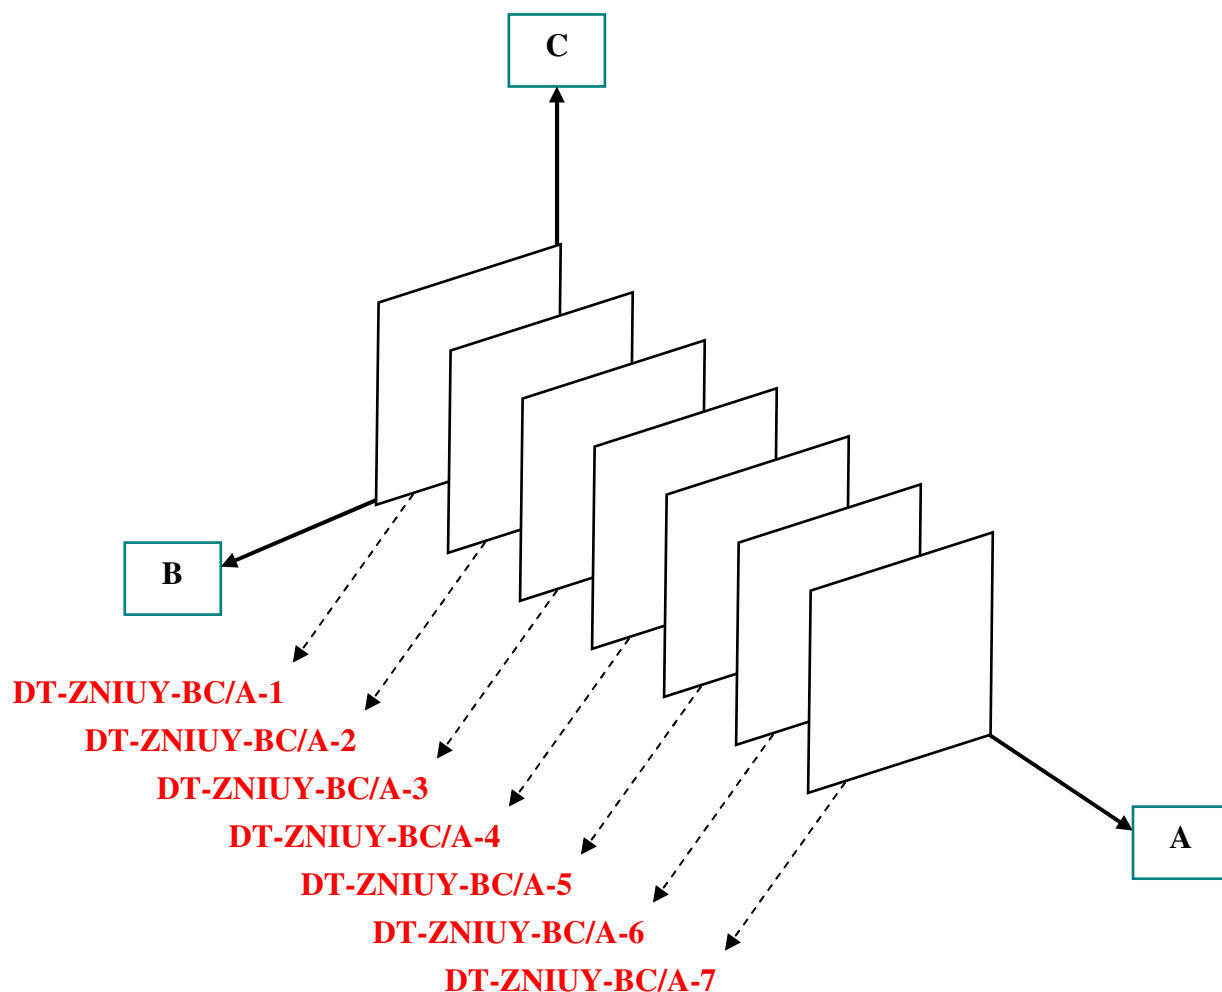 C
B
DT-ZNIUY-BC/A-1
DT-ZNIUY-BC/A-2
DT-ZNIUY-BC/A-3
DT-ZNIUY-BC/A-4
A
DT-ZNIUY-BC/A-5
DT-ZNIUY-BC/A-6
DT-ZNIUY-BC/A-7